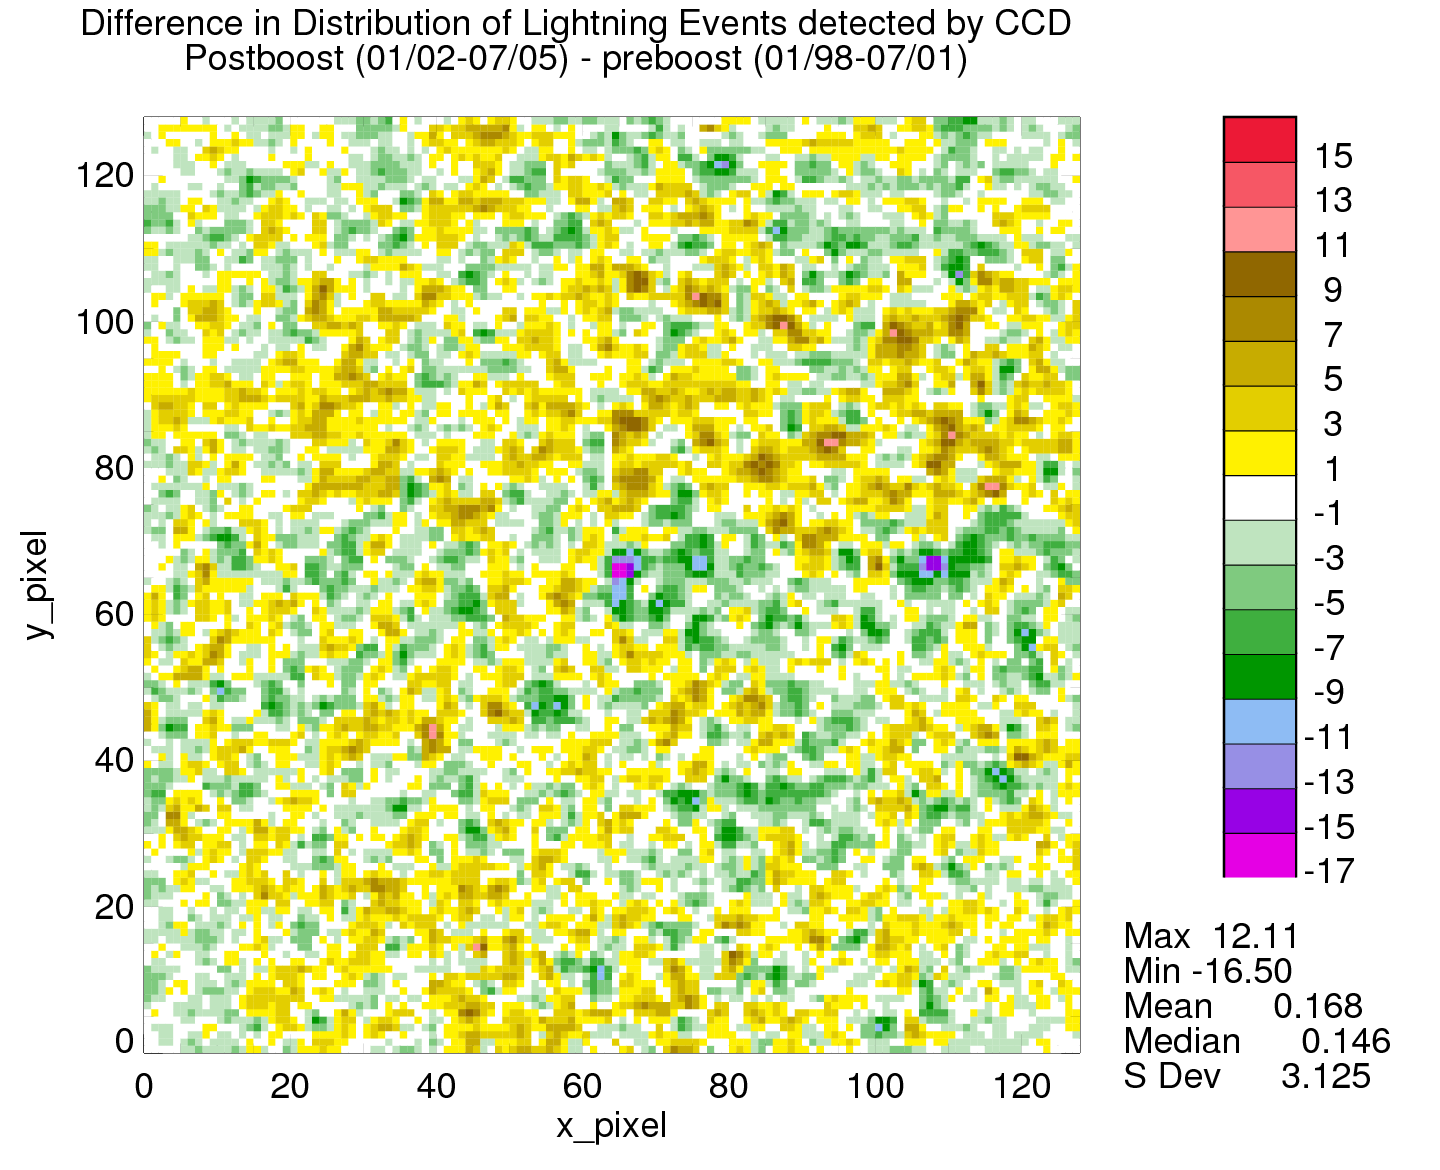 Difference in Distribution of Lightning Events detected by CCD
Postboost (01/02-07/05) - preboost (01/98-07/01)
120
100
80
60
40
20
0
y_pixel
0 20 40 60 80 100 120
x_pixel
15
13
11
9
7
5
3
1
-1
-3
-5
-7
-9
-11
-13
-15
-17
Max 12.11
Min -16.50
Mean 0.168
Median 0.146
S Dev 3.125